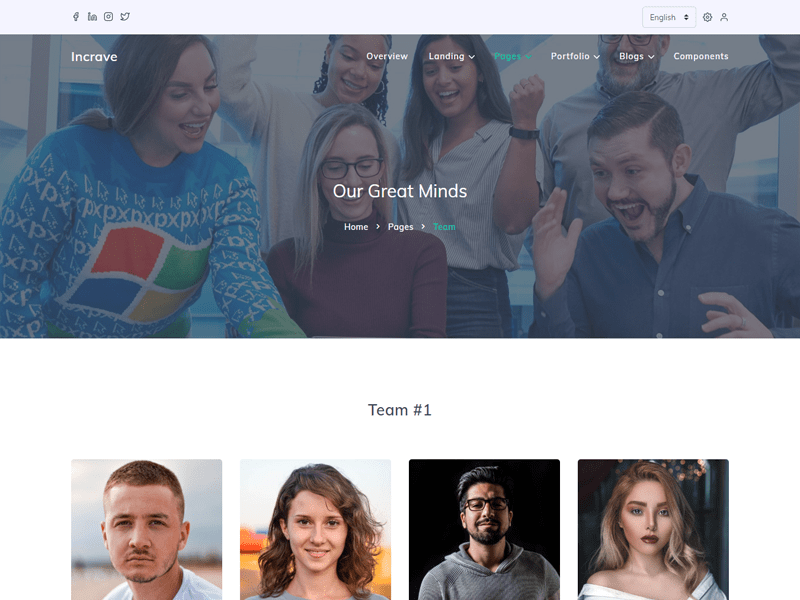 English
Incrave
Overview
Landing
Pages
Portfolio
Blogs
Components
Our Great Minds
Home > Pages > Team
Team #1